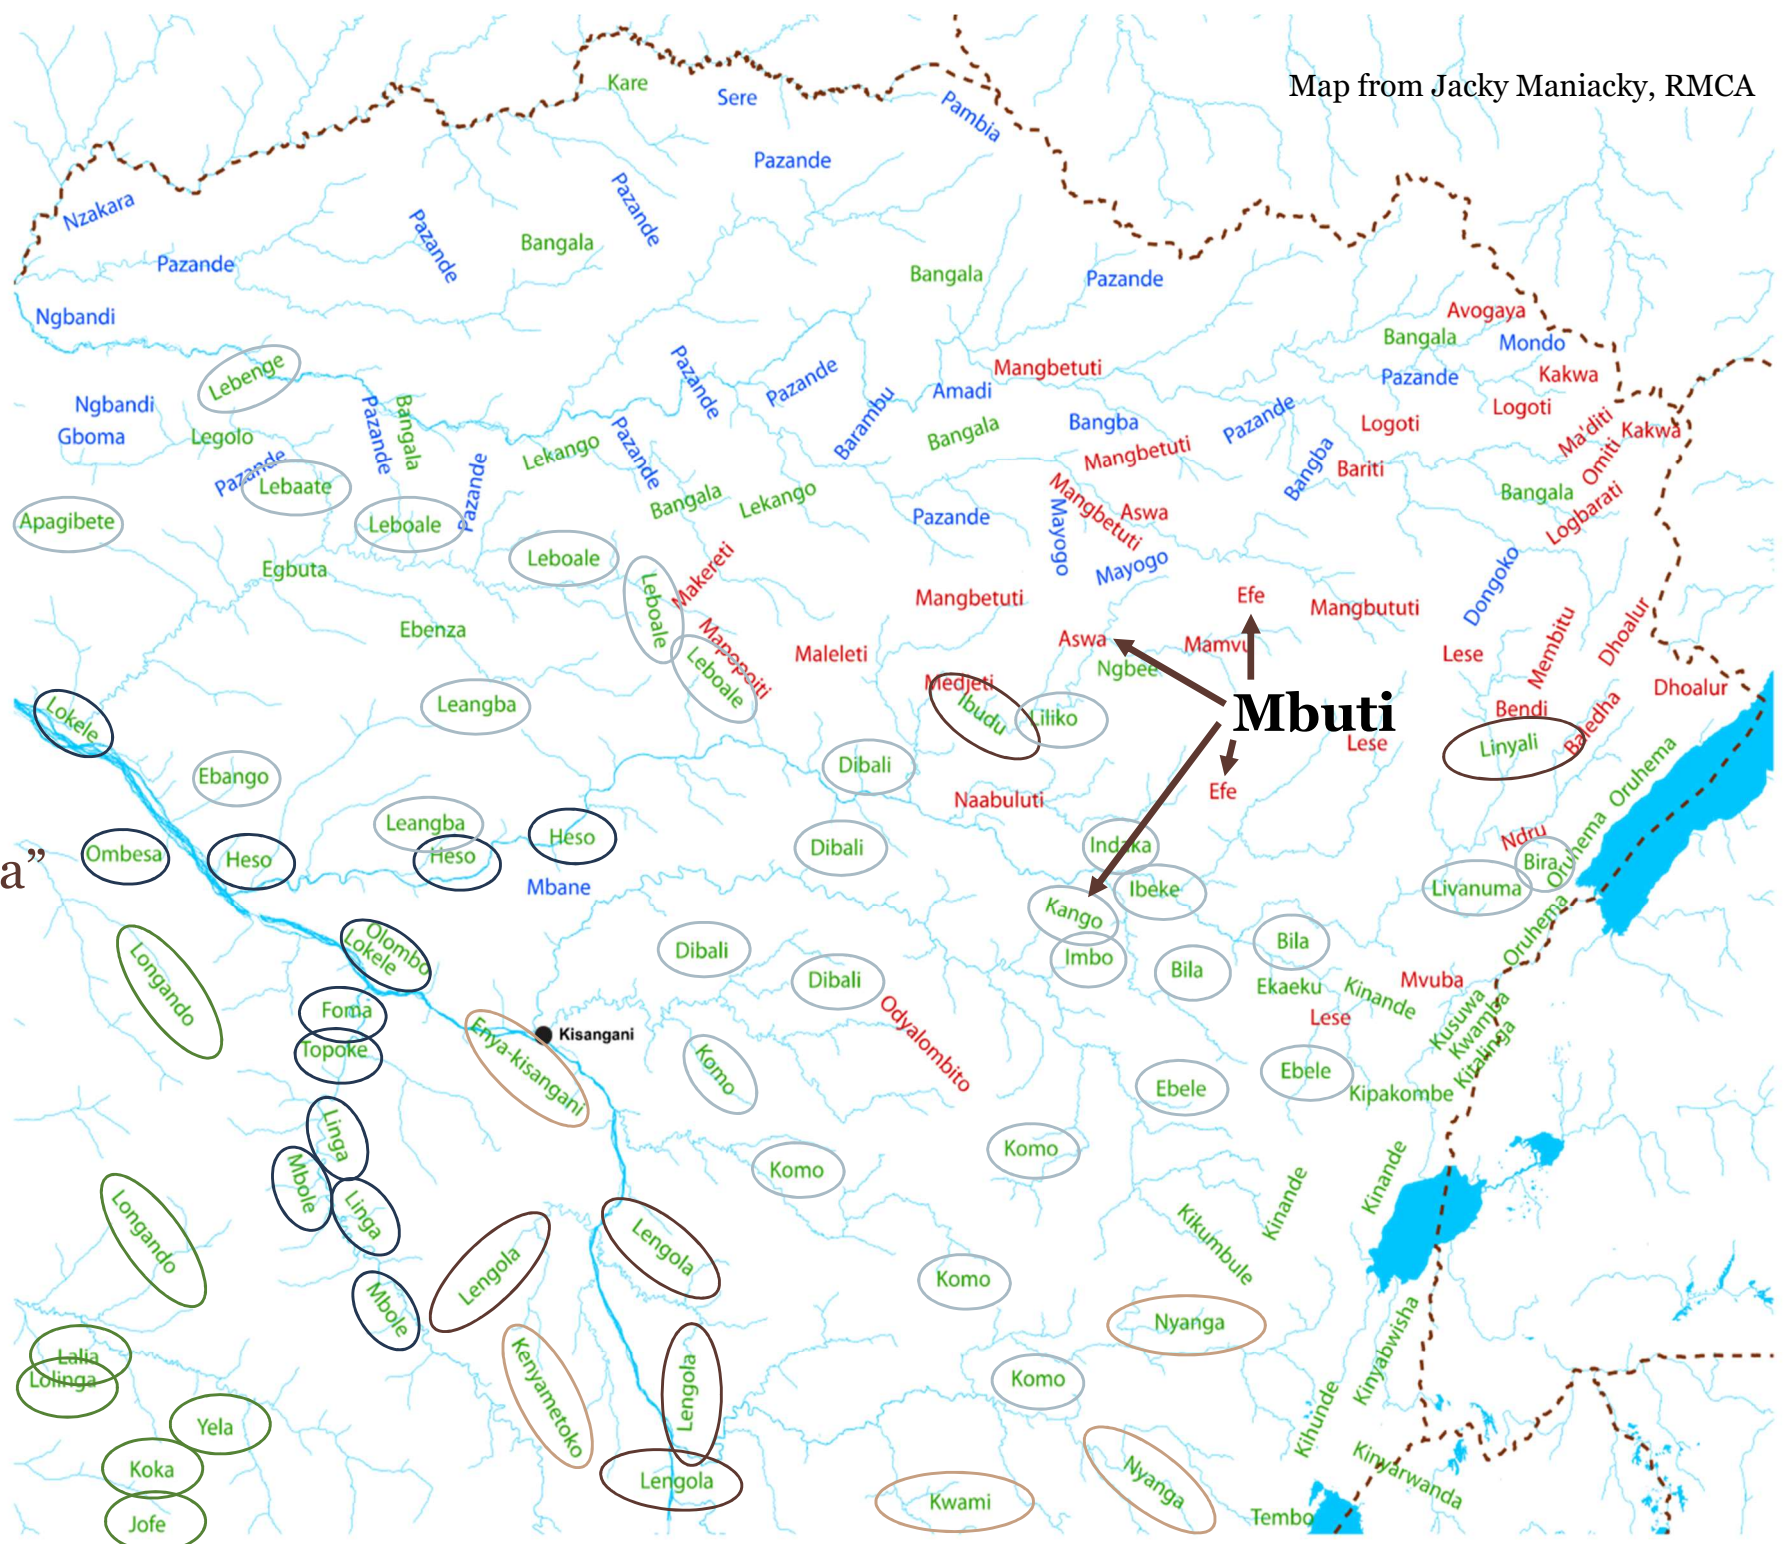 Map from Jacky Maniacky, RMCA
Kare
Sere
Pambia
Pazande
Nzakara
Pazande
Pazande
Bangala
Pazande
Bangala
Pazande
Ngbandi
Avogaya
Bangala
Mondo
Lebenge
Pazande
Pazande
Mangbetuti
Amadi
Pazande
Kakwa
Ngbandi
Gboma
Legolo
Pazande
Bangala
Lekango
Pazande
Barambu
Bangala
Bangba
Pazande
Logoti
Logoti
Ma'diti
Kakwa
Omiti
Pazande
Lebaate
Pazande
Mangbetuti
Bangba
Bariti
Bangala
Logbarati
Apagibete
Leboale
Bangala
Lekango
Pazande
Mayogo
Mangbetuti
Aswa
Mayogo
Leboale
Egbuta
Leboale
Makereti
Mangbetuti
Efe
Mangbututi
Dongoko
Ebenza
Mapopoiti
Leboale
Maleleti
Aswa
Ngbee
Mamvu
Lese
Membitu
Dhoalur
Dhoalur
Lokele
Leangba
Medjeti
Ibudu
Liliko
Mbuti
Lese
Bendi
Linyali
Baledha
Oruhema
Ebango
Dibali
Naabuluti
Efe
Leangba
Heso
Heso
Heso
Ombesa
a”
Mbane
Dibali
Indaka
Ibeke
Kango
Imbo
Ndru
Bira
Oruhema
Livanuma
Oruhema
Longando
Olombo
Lokele
Dibali
Dibali
Bila
Bila
Ekaeku
Kinande
Mvuba
Lese
Kusuwa
Kwamba
Kitalinga
Foma
Topoke
Enya-kisangani
Kisangani
Komo
Odyalombito
Ebele
Ebele
Kipakombe
Linga
Mbole
Linga
Komo
Komo
Kinande
Kinande
Kikumbule
Longando
Mbole
Lengola
Lengola
Komo
Nyanga
Kinyabwisha
Lalia
Lolinga
Yela
Koka
Jofe
Kenyametoko
Lengola
Lengola
Komo
Kihunde
Kinyarwanda
Kwami
Nyanga
Tembo